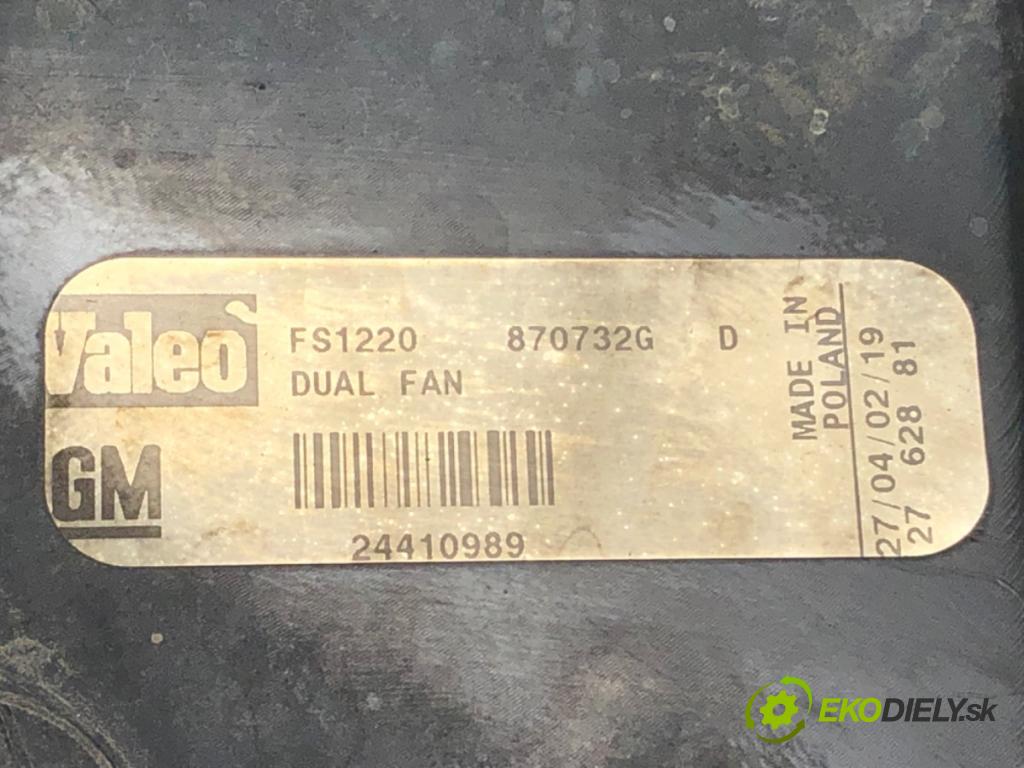 Valeo
FS1220 870732G D
DUAL FAN
GM
24410989
MADE IN
POLAND
27/04/02/19
27 628 81
EKODIELY.sk